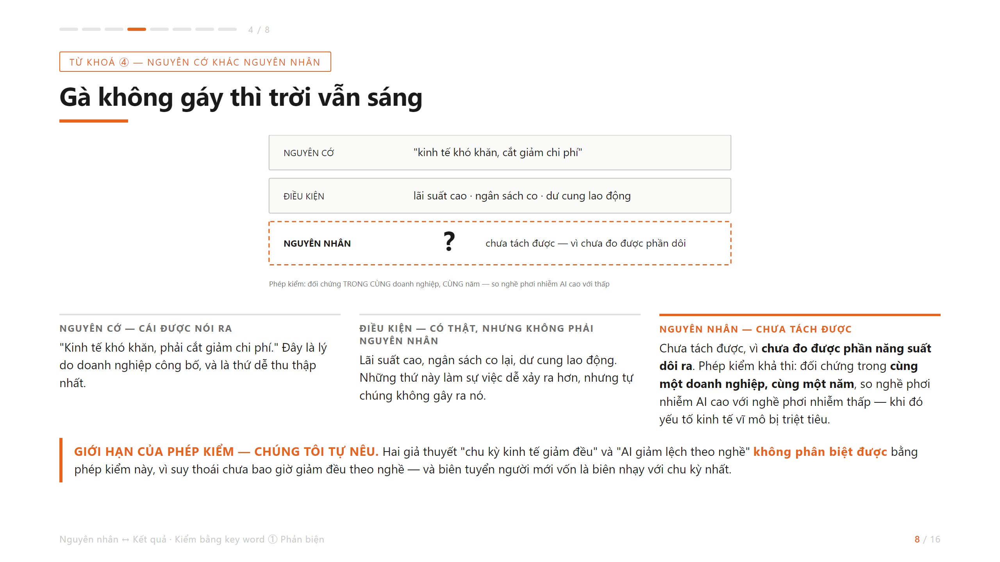 4 / 8
TỪ KHOÁ ④ — NGUYÊN CỚ KHÁC NGUYÊN NHÂN
Gà không gáy thì trời vẫn sáng
NGUYÊN CỚ "kinh tế khó khăn, cắt giảm chi phí"
ĐIỀU KIỆN lãi suất cao · ngân sách co · dư cung lao động
NGUYÊN NHÂN ? chưa tách được — vì chưa đo được phần dôi
Phép kiểm: đối chứng TRONG CÙNG doanh nghiệp, CÙNG năm — so nghề phơi nhiễm AI cao với thấp
NGUYÊN CỚ — CÁI ĐƯỢC NÓI RA
"Kinh tế khó khăn, phải cắt giảm chi phí." Đây là lý
do doanh nghiệp công bố, và là thứ dễ thu thập
nhất.
ĐIỀU KIỆN — CÓ THẬT, NHƯNG KHÔNG PHẢI
NGUYÊN NHÂN
Lãi suất cao, ngân sách co lại, dư cung lao động.
Những thứ này làm sự việc dễ xảy ra hơn, nhưng tự
chúng không gây ra nó.
NGUYÊN NHÂN — CHƯA TÁCH ĐƯỢC
Chưa tách được, vì chưa đo được phần năng suất
dôi ra. Phép kiểm khả thi: đối chứng trong cùng
một doanh nghiệp, cùng một năm, so nghề phơi
nhiễm AI cao với nghề phơi nhiễm thấp — khi đó
yếu tố kinh tế vĩ mô bị triệt tiêu.
GIỚI HẠN CỦA PHÉP KIỂM — CHÚNG TÔI TỰ NÊU. Hai giả thuyết "chu kỳ kinh tế giảm đều" và "AI giảm lệch theo nghề" không phân biệt được bằng
phép kiểm này, vì suy thoái chưa bao giờ giảm đều theo nghề — và biên tuyển người mới vốn là biên nhạy với chu kỳ nhất.
Nguyên nhân ↔ Kết quả · Kiểm bằng key word ① Phản biện
8 / 16